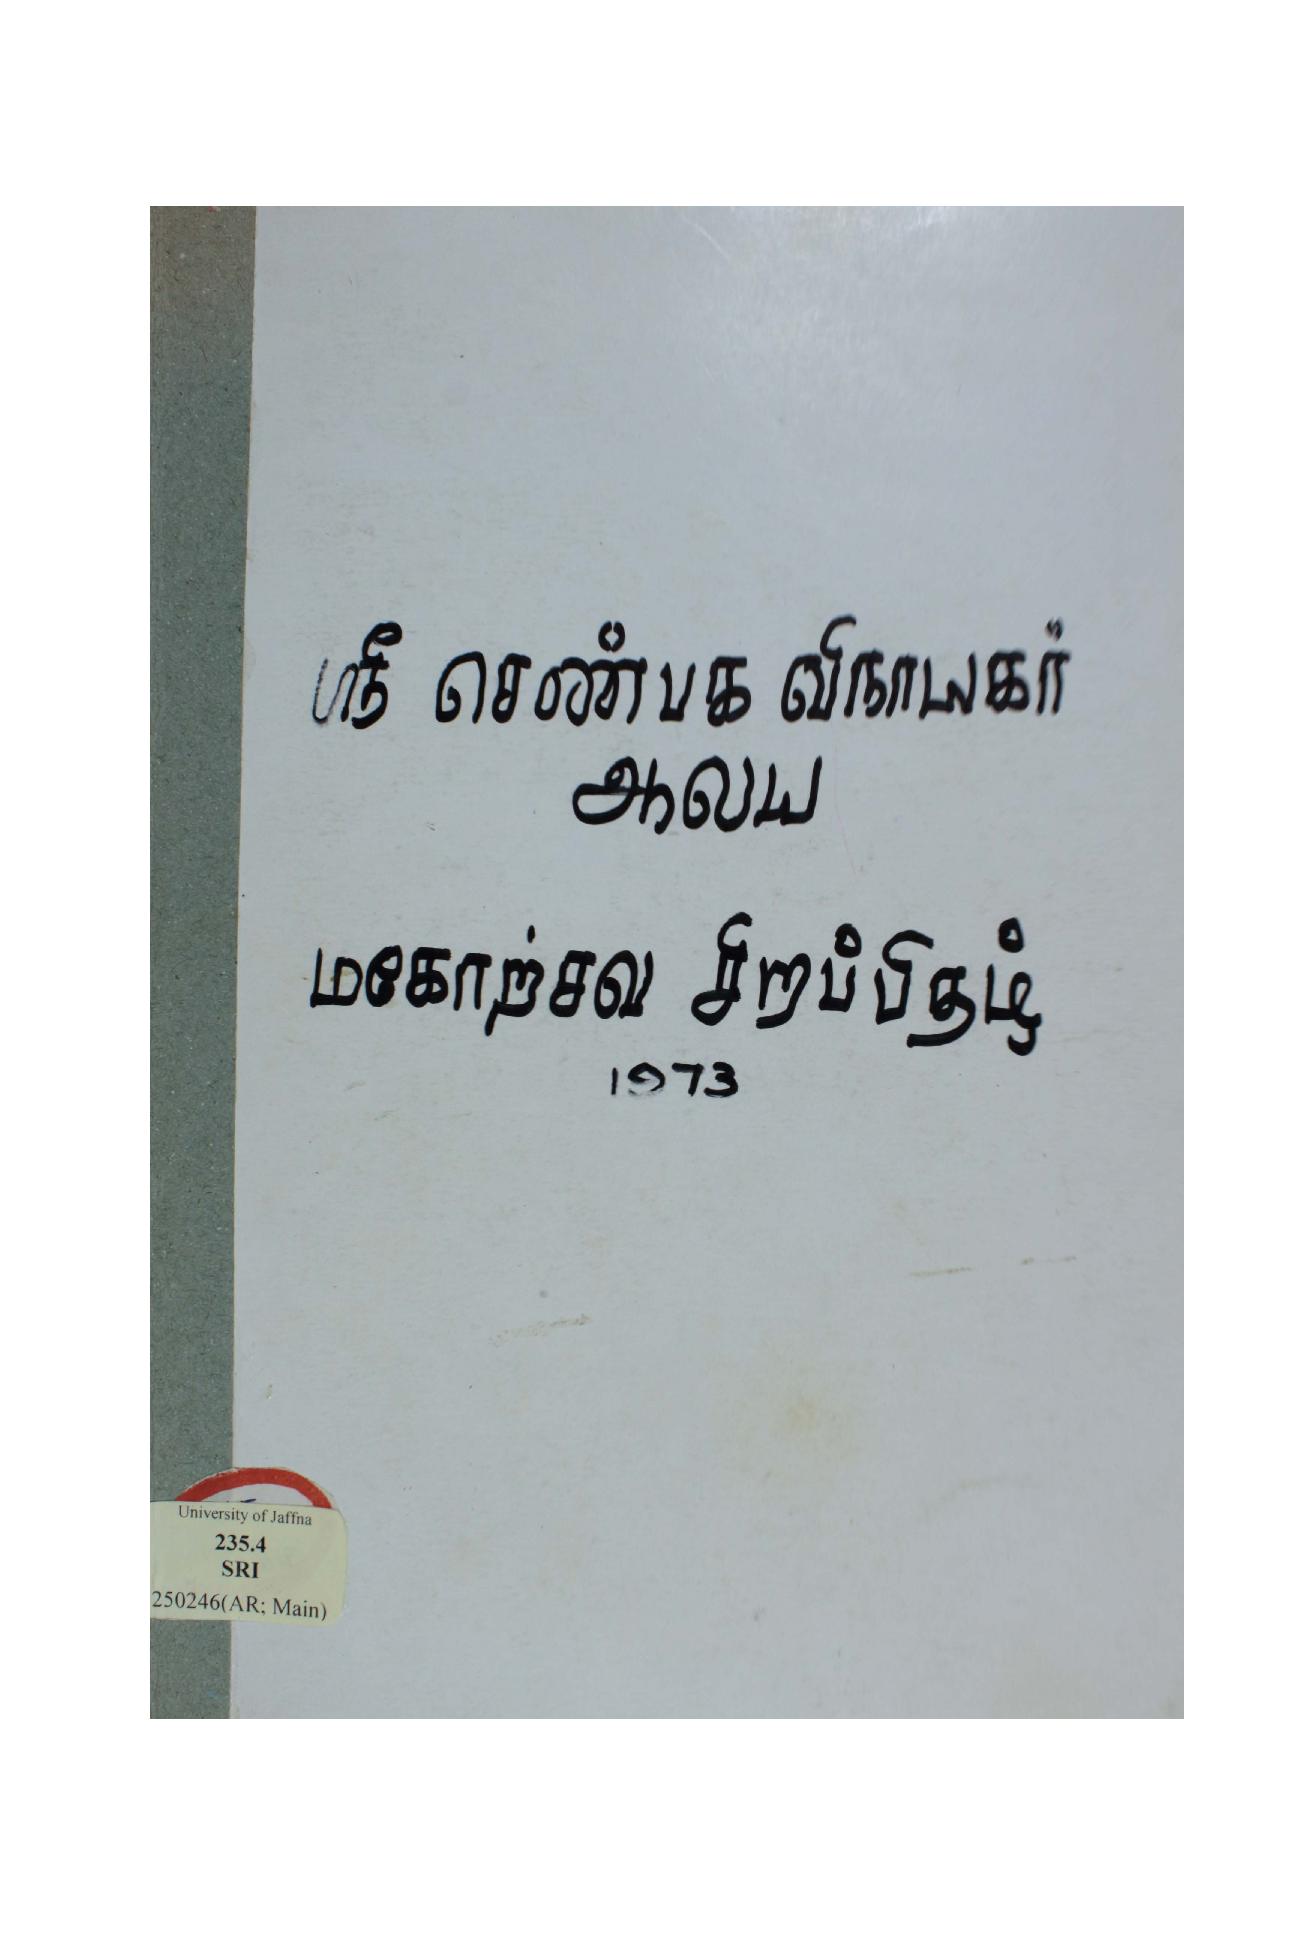 ஸ்ரீ செண்பக விநாயகர்
ஆலய
மகோற்சவ சிறப்பிதழ்
1973
University of Jaffna
235.4
SRI
250246(AR; Main)